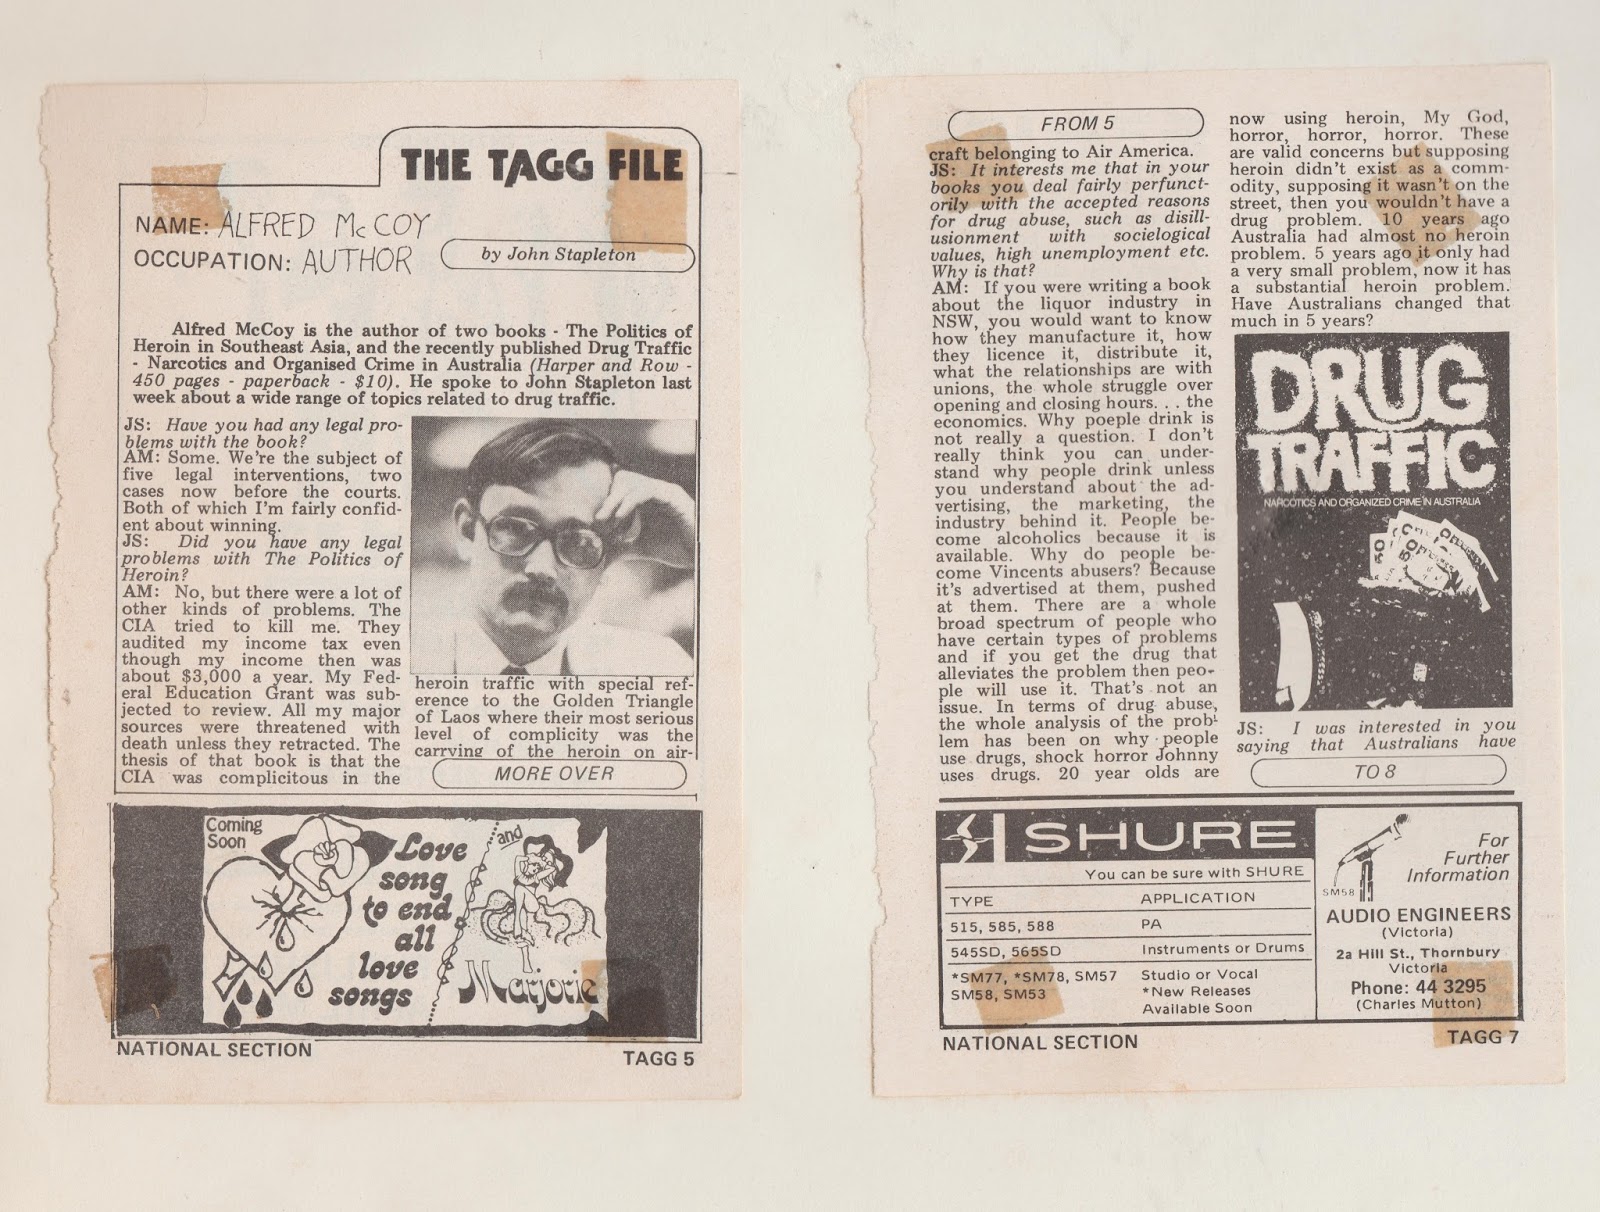 THE TAGG FILE
NAME: ALFRED McCOY
OCCUPATION: AUTHOR
by John Stapleton
Alfred McCoy is the author of two books - The Politics of
Heroin in Southeast Asia, and the recently published Drug Traffic
- Narcotics and Organised Crime in Australia (Harper and Row -
450 pages - paperback - $10). He spoke to John Stapleton last
week about a wide range of topics related to drug traffic.
JS: Have you had any legal pro-
blems with the book?
AM: Some. We're the subject of
five legal interventions, two
cases now before the courts.
Both of which I'm fairly confid-
ent about winning.
JS: Did you have any legal
problems with The Politics of
Heroin?
AM: No, but there were a lot of
other kinds of problems. The
CIA tried to kill me. They
audited my income tax even
though my income then was
about $3,000 a year. My Fed-
eral Education Grant was sub-
jected to review. All my major
sources were threatened with
death unless they retracted. The
thesis of that book is that the
CIA was complicitous in the
heroin traffic with special ref-
erence to the Golden Triangle
of Laos where their most serious
level of complicity was the
carrying of the heroin on air-
MORE OVER
Coming
Soon
Love
song
to end
all
love
songs
and
Marjorie
NATIONAL SECTION
TAGG 5
FROM 5
craft belonging to Air America.
JS: It interests me that in your
books you deal fairly perfunct-
orily with the accepted reasons
for drug abuse, such as disill-
usionment with socielogical
values, high unemployment etc.
Why is that?
AM: If you were writing a book
about the liquor industry in
NSW, you would want to know
how they manufacture it, how
they licence it, distribute it,
what the relationships are with
unions, the whole struggle over
opening and closing hours. . . the
economics. Why poeple drink is
not really a question. I don't
really think you can under-
stand why people drink unless
you understand about the ad-
vertising, the marketing, the
industry behind it. People be-
come alcoholics because it is
available. Why do people be-
come Vincents abusers? Because
it's advertised at them, pushed
at them. There are a whole
broad spectrum of people who
have certain types of problems
and if you get the drug that
alleviates the problem then peo-
ple will use it. That's not an
issue. In terms of drug abuse,
the whole analysis of the prob-
lem has been on why people
use drugs, shock horror Johnny
uses drugs. 20 year olds are
now using heroin, My God,
horror, horror, horror. These
are valid concerns but supposing
heroin didn't exist as a comm-
odity, supposing it wasn't on the
street, then you wouldn't have a
drug problem. 10 years ago
Australia had almost no heroin
problem. 5 years ago it only had
a very small problem, now it has
a substantial heroin problem.
Have Australians changed that
much in 5 years?
DRUG
TRAFFIC
NARCOTICS AND ORGANIZED CRIME IN AUSTRALIA
50
50
JS: I was interested in you
saying that Australians have
TO 8
SHURE
You can be sure with SHURE
TYPE APPLICATION
515, 585, 588 PA
545SD, 565SD Instruments or Drums
*SM77, *SM78, SM57 Studio or Vocal
SM58, SM53 *New Releases
Available Soon
SM58
For
Further
Information
AUDIO ENGINEERS
(Victoria)
2a Hill St., Thornbury
Victoria
Phone: 44 3295
(Charles Mutton)
NATIONAL SECTION
TAGG 7